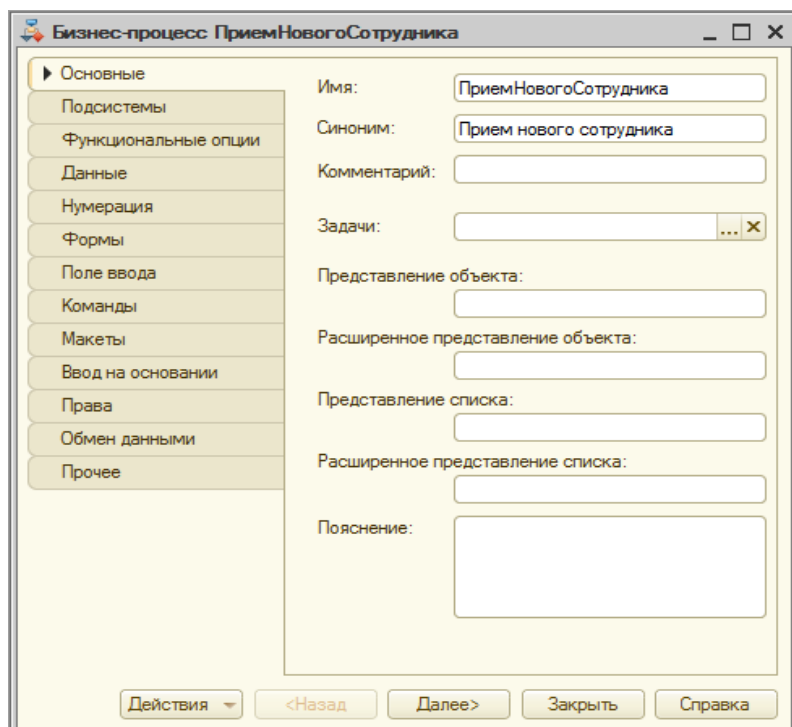 Бизнес-процесс ПриемНовогоСотрудника
Основные
Подсистемы
Функциональные опции
Данные
Нумерация
Формы
Поле ввода
Команды
Макеты
Ввод на основании
Права
Обмен данными
Прочее
Имя: ПриемНовогоСотрудника
Синоним: Прием нового сотрудника
Комментарий:
Задачи: ...
Представление объекта:
Расширенное представление объекта:
Представление списка:
Расширенное представление списка:
Пояснение:
Действия <Назад Далее> Закрыть Справка